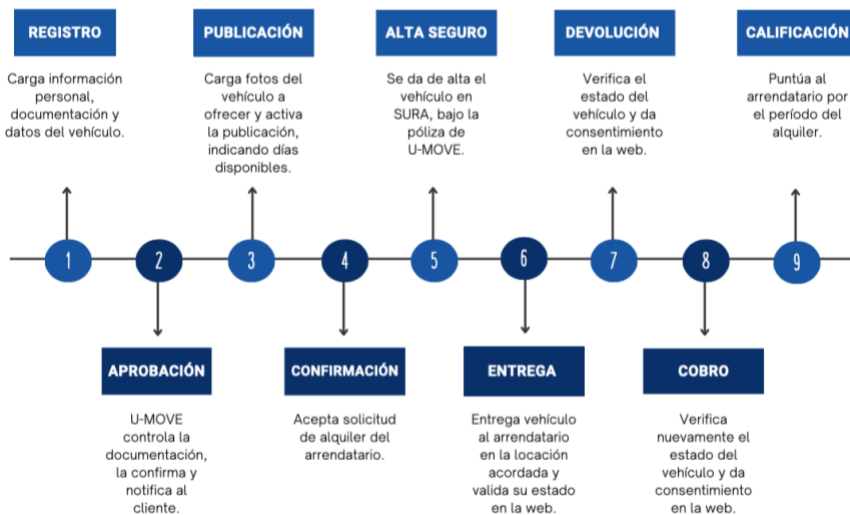 REGISTRO
Carga información
personal,
documentación y
datos del vehículo.
PUBLICACIÓN
Carga fotos del
vehículo a
ofrecer y activa
la publicación,
indicando días
disponibles.
ALTA SEGURO
Se da de alta el
vehículo en
SURA, bajo la
póliza de
U-MOVE.
DEVOLUCIÓN
Verifica el
estado del
vehículo y da
consentimiento
en la web.
CALIFICACIÓN
Puntúa al
arrendatario por
el período del
alquiler.
1
2
3
4
5
6
7
8
9
APROBACIÓN
U-MOVE
controla la
documentación,
la confirma y
notifica al
cliente.
CONFIRMACIÓN
Acepta solicitud
de alquiler del
arrendatario.
ENTREGA
Entrega vehículo
al arrendatario
en la locación
acordada y
valida su estado
en la web.
COBRO
Verifica
nuevamente el
estado del
vehículo y da
consentimiento
en la web.